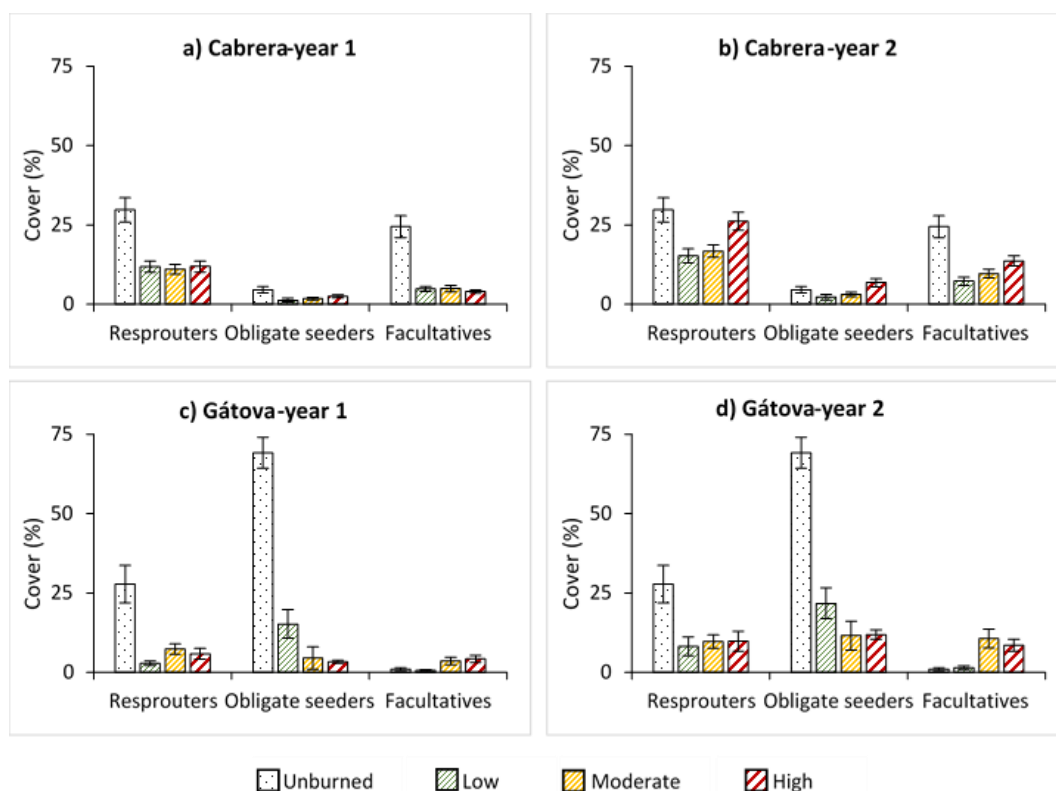 a) Cabrera-year 1
75
50
25
0
Cover (%)
Resprouters Obligate seeders Facultatives
b) Cabrera-year 2
75
50
25
0
Cover (%)
Resprouters Obligate seeders Facultatives
c) Gátova-year 1
75
50
25
0
Cover (%)
Resprouters Obligate seeders Facultatives
d) Gátova-year 2
75
50
25
0
Cover (%)
Resprouters Obligate seeders Facultatives
Unburned Low Moderate High